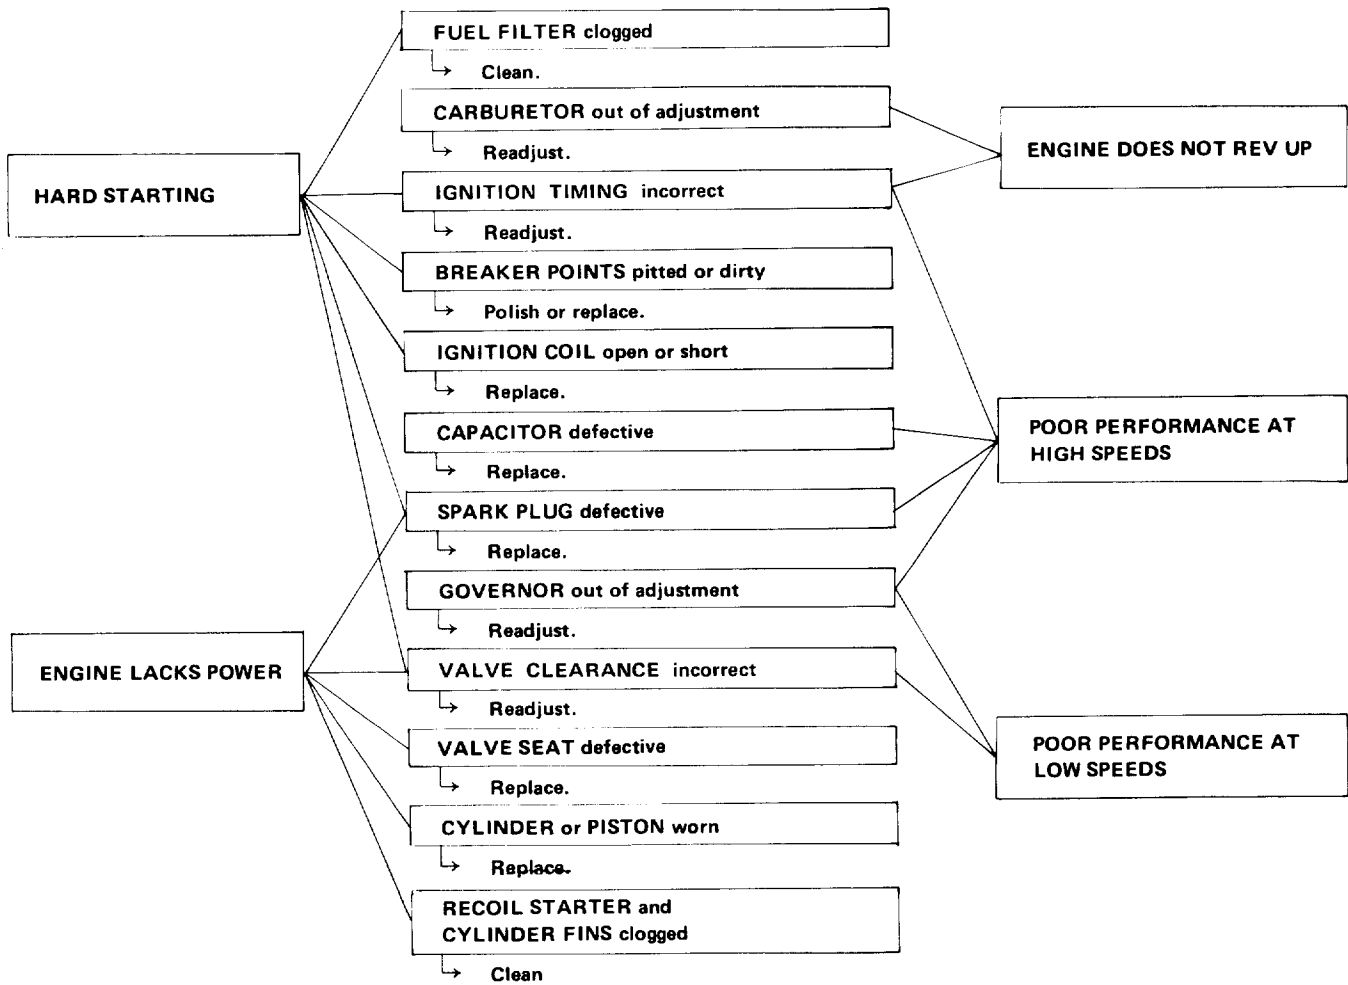 FUEL FILTER clogged
Clean.
CARBURETOR out of adjustment
Readjust.
ENGINE DOES NOT REV UP
HARD STARTING
IGNITION TIMING incorrect
Readjust.
BREAKER POINTS pitted or dirty
Polish or replace.
IGNITION COIL open or short
Replace.
CAPACITOR defective
Replace.
POOR PERFORMANCE AT
HIGH SPEEDS
SPARK PLUG defective
Replace.
GOVERNOR out of adjustment
Readjust.
ENGINE LACKS POWER
VALVE CLEARANCE incorrect
Readjust.
VALVE SEAT defective
Replace.
POOR PERFORMANCE AT
LOW SPEEDS
CYLINDER or PISTON worn
Replace.
RECOIL STARTER and
CYLINDER FINS clogged
Clean